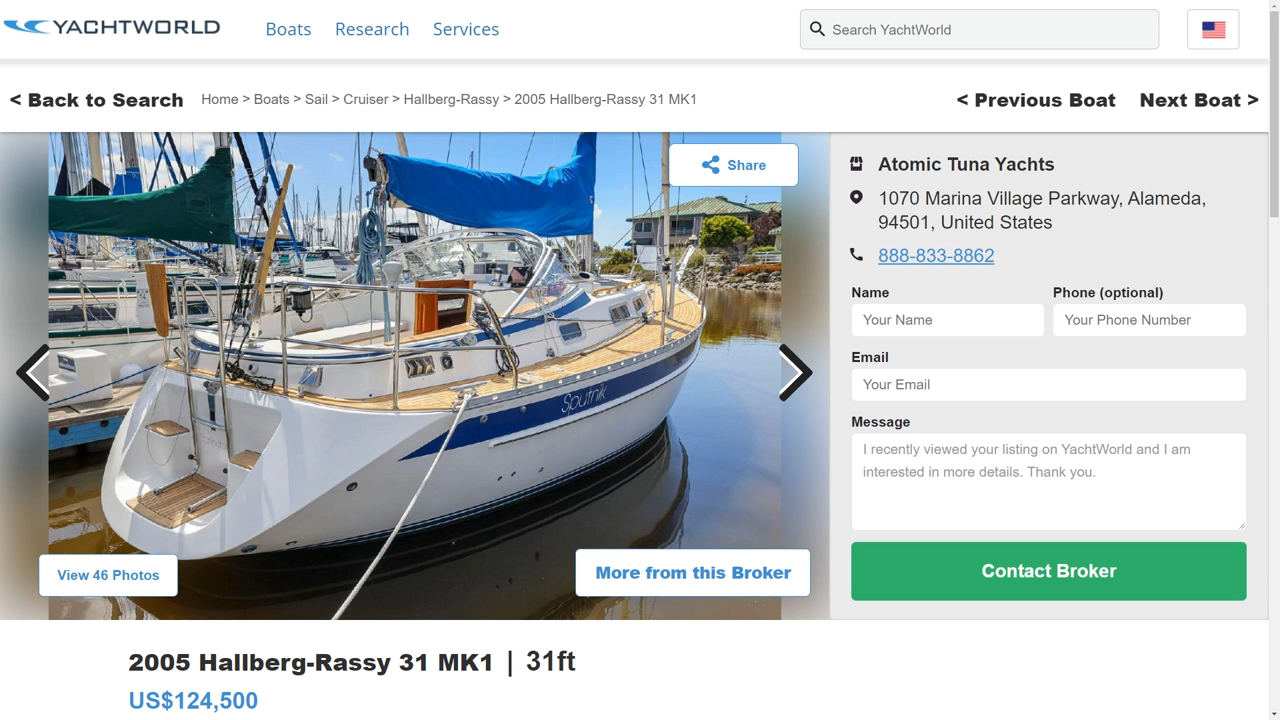 YACHTWORLD
Boats Research Services
Search YachtWorld
< Back to Search
Home > Boats > Sail > Cruiser > Hallberg-Rassy > 2005 Hallberg-Rassy 31 MK1
< Previous Boat Next Boat >
Share
Sputnik
View 46 Photos
More from this Broker
Atomic Tuna Yachts
1070 Marina Village Parkway, Alameda,
94501, United States
888-833-8862
Name Phone (optional)
Your Name Your Phone Number
Email
Your Email
Message
I recently viewed your listing on YachtWorld and I am
interested in more details. Thank you.
Contact Broker
2005 Hallberg-Rassy 31 MK1 | 31ft
US$124,500